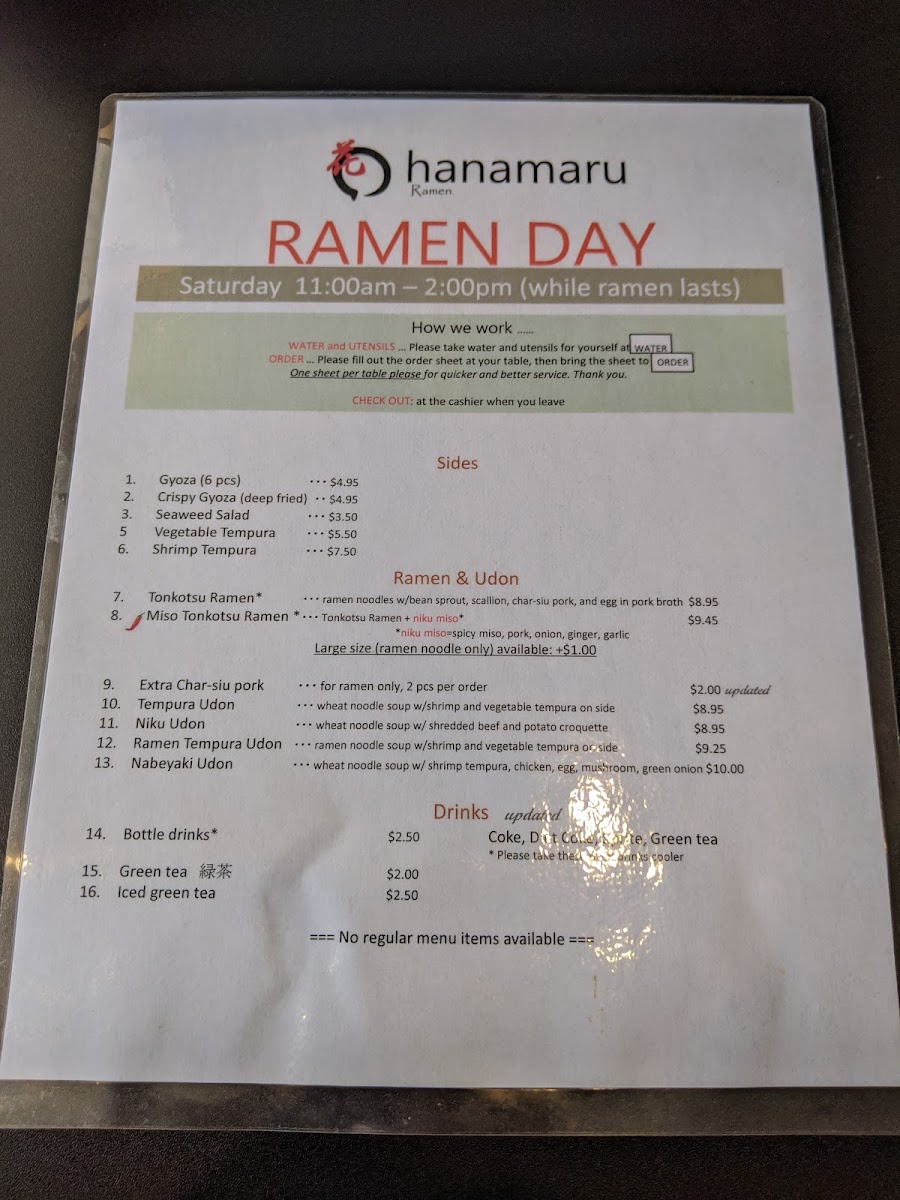 花 hanamaru
Ramen
RAMEN DAY
Saturday 11:00am – 2:00pm (while ramen lasts)
How we work ......
WATER and UTENSILS ... Please take water and utensils for yourself at WATER
ORDER ... Please fill out the order sheet at your table, then bring the sheet to ORDER
One sheet per table please for quicker and better service. Thank you.
CHECK OUT: at the cashier when you leave
Sides
1. Gyoza (6 pcs) ··· $4.95
2. Crispy Gyoza (deep fried) ·· $4.95
3. Seaweed Salad ··· $3.50
5 Vegetable Tempura ··· $5.50
6. Shrimp Tempura ··· $7.50
Ramen & Udon
7. Tonkotsu Ramen* ··· ramen noodles w/bean sprout, scallion, char-siu pork, and egg in pork broth $8.95
8. Miso Tonkotsu Ramen * ··· Tonkotsu Ramen + niku miso* $9.45
*niku miso=spicy miso, pork, onion, ginger, garlic
Large size (ramen noodle only) available: +$1.00
9. Extra Char-siu pork ··· for ramen only, 2 pcs per order $2.00 updated
10. Tempura Udon ··· wheat noodle soup w/shrimp and vegetable tempura on side $8.95
11. Niku Udon ··· wheat noodle soup w/ shredded beef and potato croquette $8.95
12. Ramen Tempura Udon ··· ramen noodle soup w/shrimp and vegetable tempura on side $9.25
13. Nabeyaki Udon ··· wheat noodle soup w/ shrimp tempura, chicken, egg, mushroom, green onion $10.00
Drinks updated
14. Bottle drinks* $2.50 Coke, Diet Coke, Sprite, Green tea
* Please take drinks cooler
15. Green tea 緑茶 $2.00
16. Iced green tea $2.50
=== No regular menu items available ===